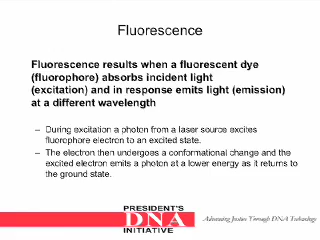 Fluorescence
Fluorescence results when a fluorescent dye
(fluorophore) absorbs incident light
(excitation) and in response emits light (emission)
at a different wavelength
– During excitation a photon from a laser source excites
fluorophore electron to an excited state.
– The electron then undergoes a conformational change and the
excited electron emits a photon at a lower energy as it returns to
the ground state.
PRESIDENT'S
DNA
INITIATIVE
Advancing Justice Through DNA Technology